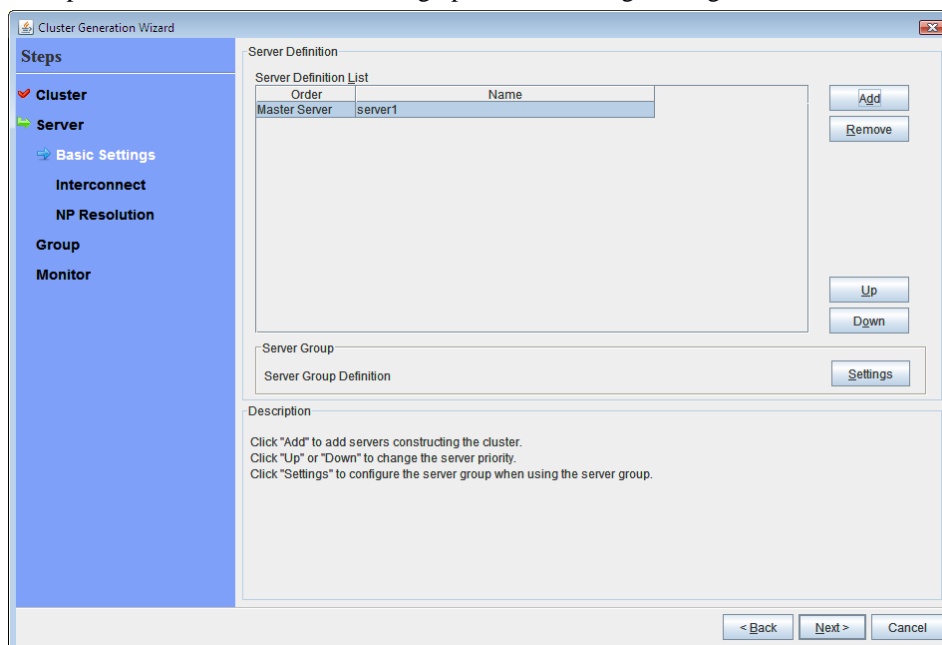 Cluster Generation Wizard
Steps
Cluster
Server
Basic Settings
Interconnect
NP Resolution
Group
Monitor
Server Definition
Server Definition List
Order Name
Master Server server1
Add
Remove
Up
Down
Server Group
Server Group Definition
Settings
Description
Click "Add" to add servers constructing the cluster.
Click "Up" or "Down" to change the server priority.
Click "Settings" to configure the server group when using the server group.
< Back Next > Cancel